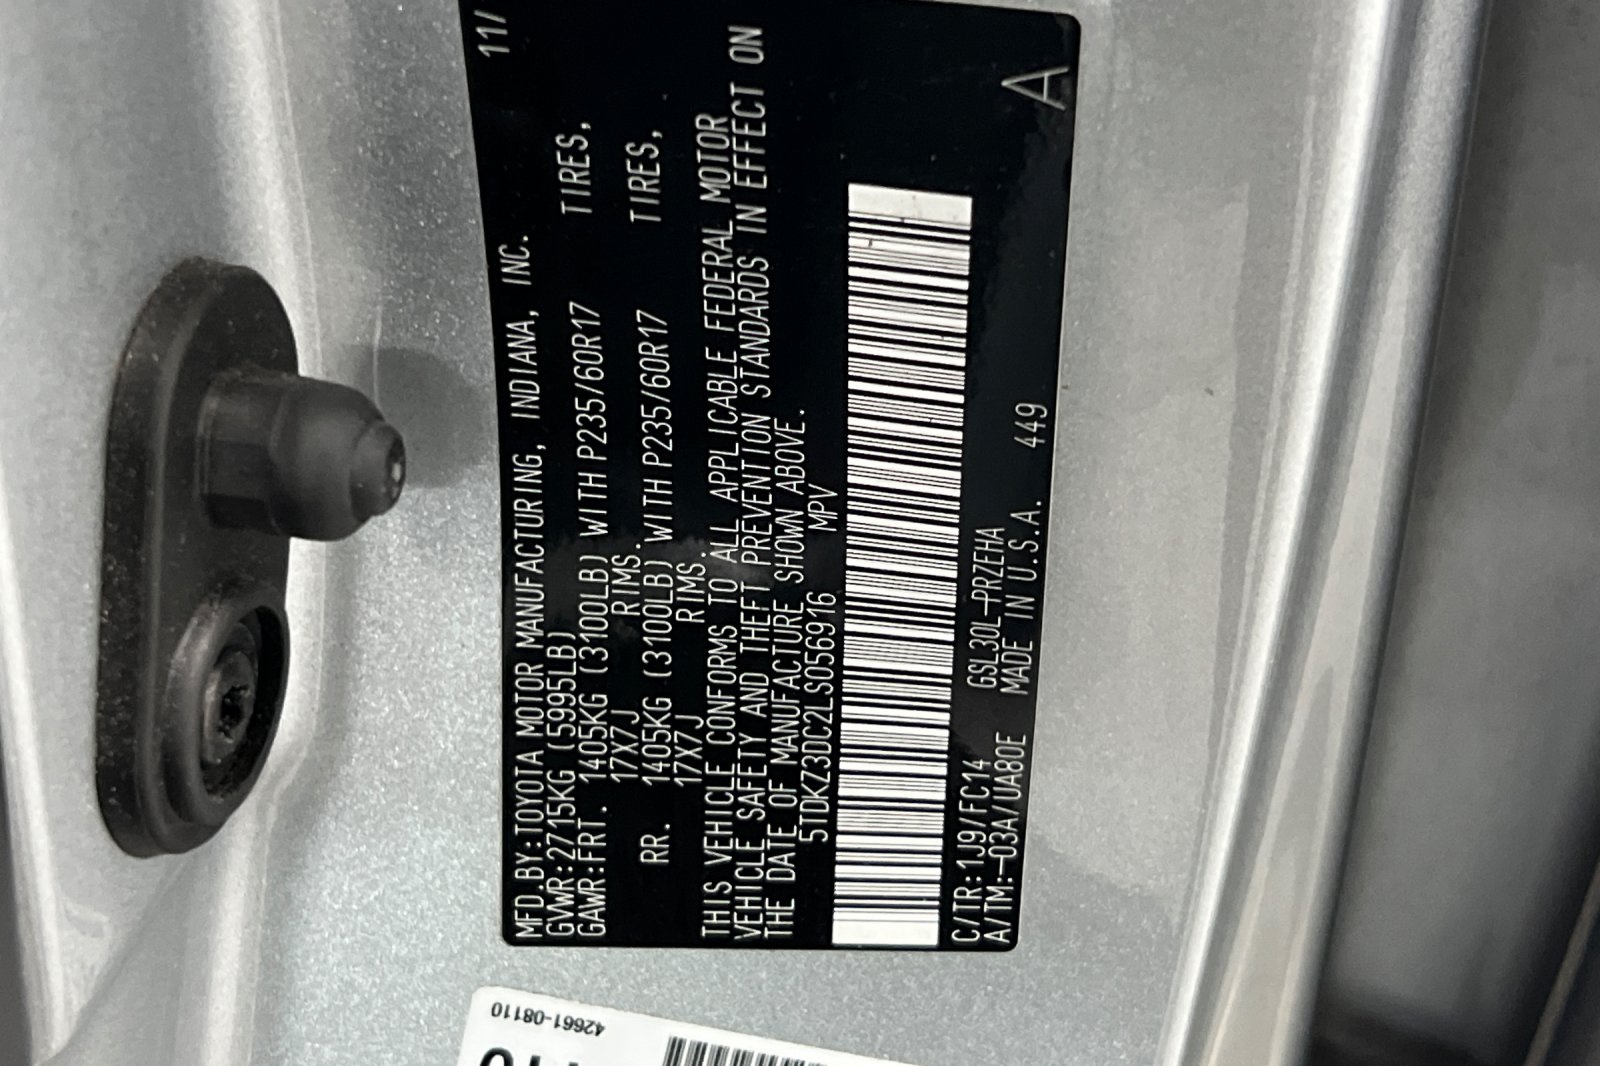 MFD.BY:TOYOTA MOTOR MANUFACTURING, INDIANA, INC. 11/
GVWR:2715KG (5995LB)
GAWR:FRT. 1405KG (3100LB) WITH P235/60R17 TIRES,
17X7J RIMS.
RR. 1405KG (3100LB) WITH P235/60R17 TIRES,
17X7J RIMS.
THIS VEHICLE CONFORMS TO ALL APPLICABLE FEDERAL MOTOR
VEHICLE SAFETY AND THEFT PREVENTION STANDARDS IN EFFECT ON
THE DATE OF MANUFACTURE SHOWN ABOVE.
5TDKZ3DC2LS056916 MPV
C/TR:1J9/FC14 GSL30L-PRZEHA
A/TM:-03A/UA80E MADE IN U.S.A. 449
A
42661-08110